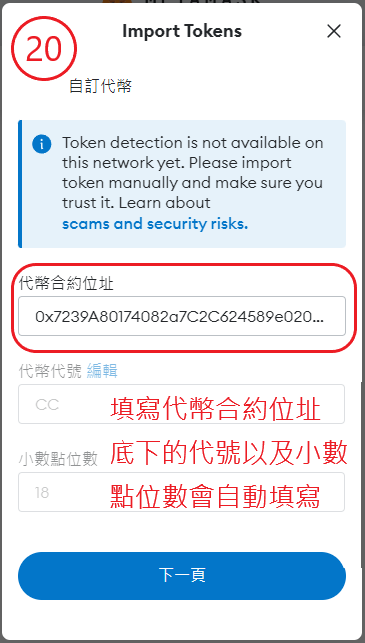 20
Import Tokens
自訂代幣
Token detection is not available on
this network yet. Please import
token manually and make sure you
trust it. Learn about
scams and security risks.
代幣合約位址
0x7239A80174082a7C2C624589e020...
代幣代號 編輯
CC
填寫代幣合約位址
底下的代號以及小數
小數點位數
18
點位數會自動填寫
下一頁